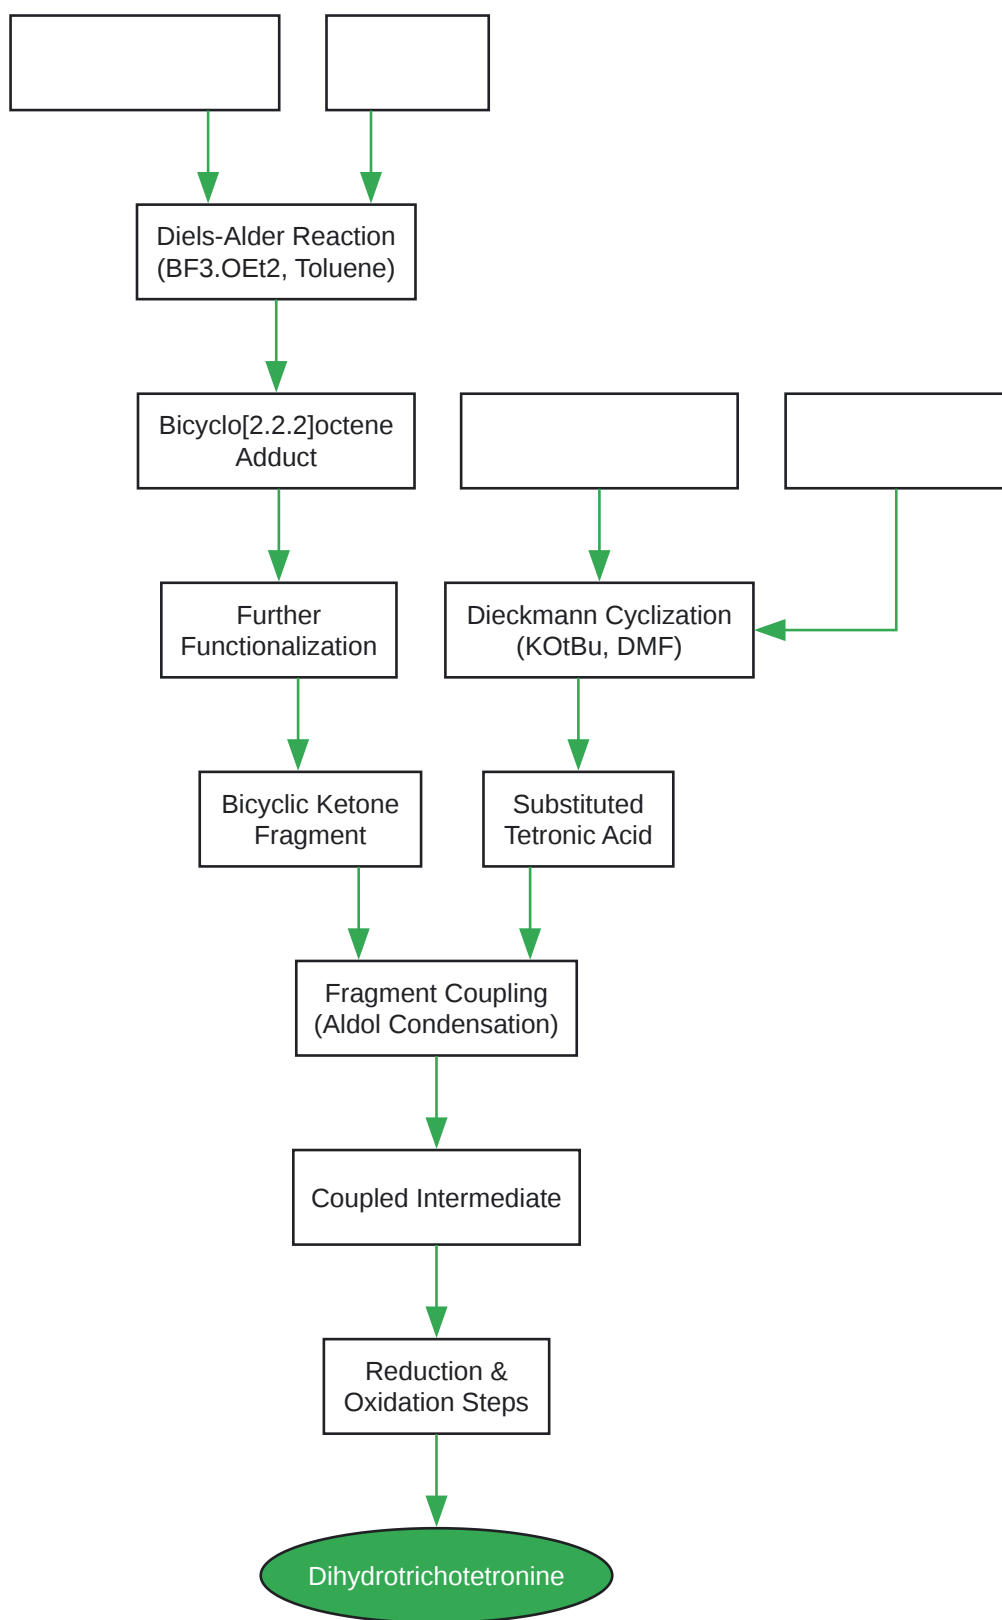 Diels-Alder Reaction
(BF3.OEt2, Toluene)
Bicyclo[2.2.2]octene
Adduct
Further
Functionalization
Dieckmann Cyclization
(KOtBu, DMF)
Bicyclic Ketone
Fragment
Substituted
Tetronic Acid
Fragment Coupling
(Aldol Condensation)
Coupled Intermediate
Reduction &
Oxidation Steps
Dihydrotrichotetronine